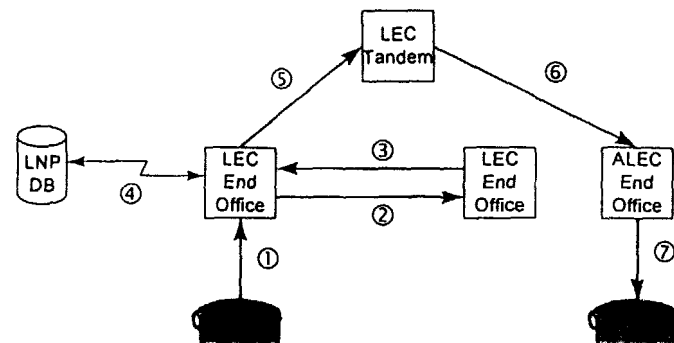 LEC
Tandem
⑤
⑥
LNP
DB
④
LEC
End
Office
③
②
LEC
End
Office
ALEC
End
Office
①
⑦